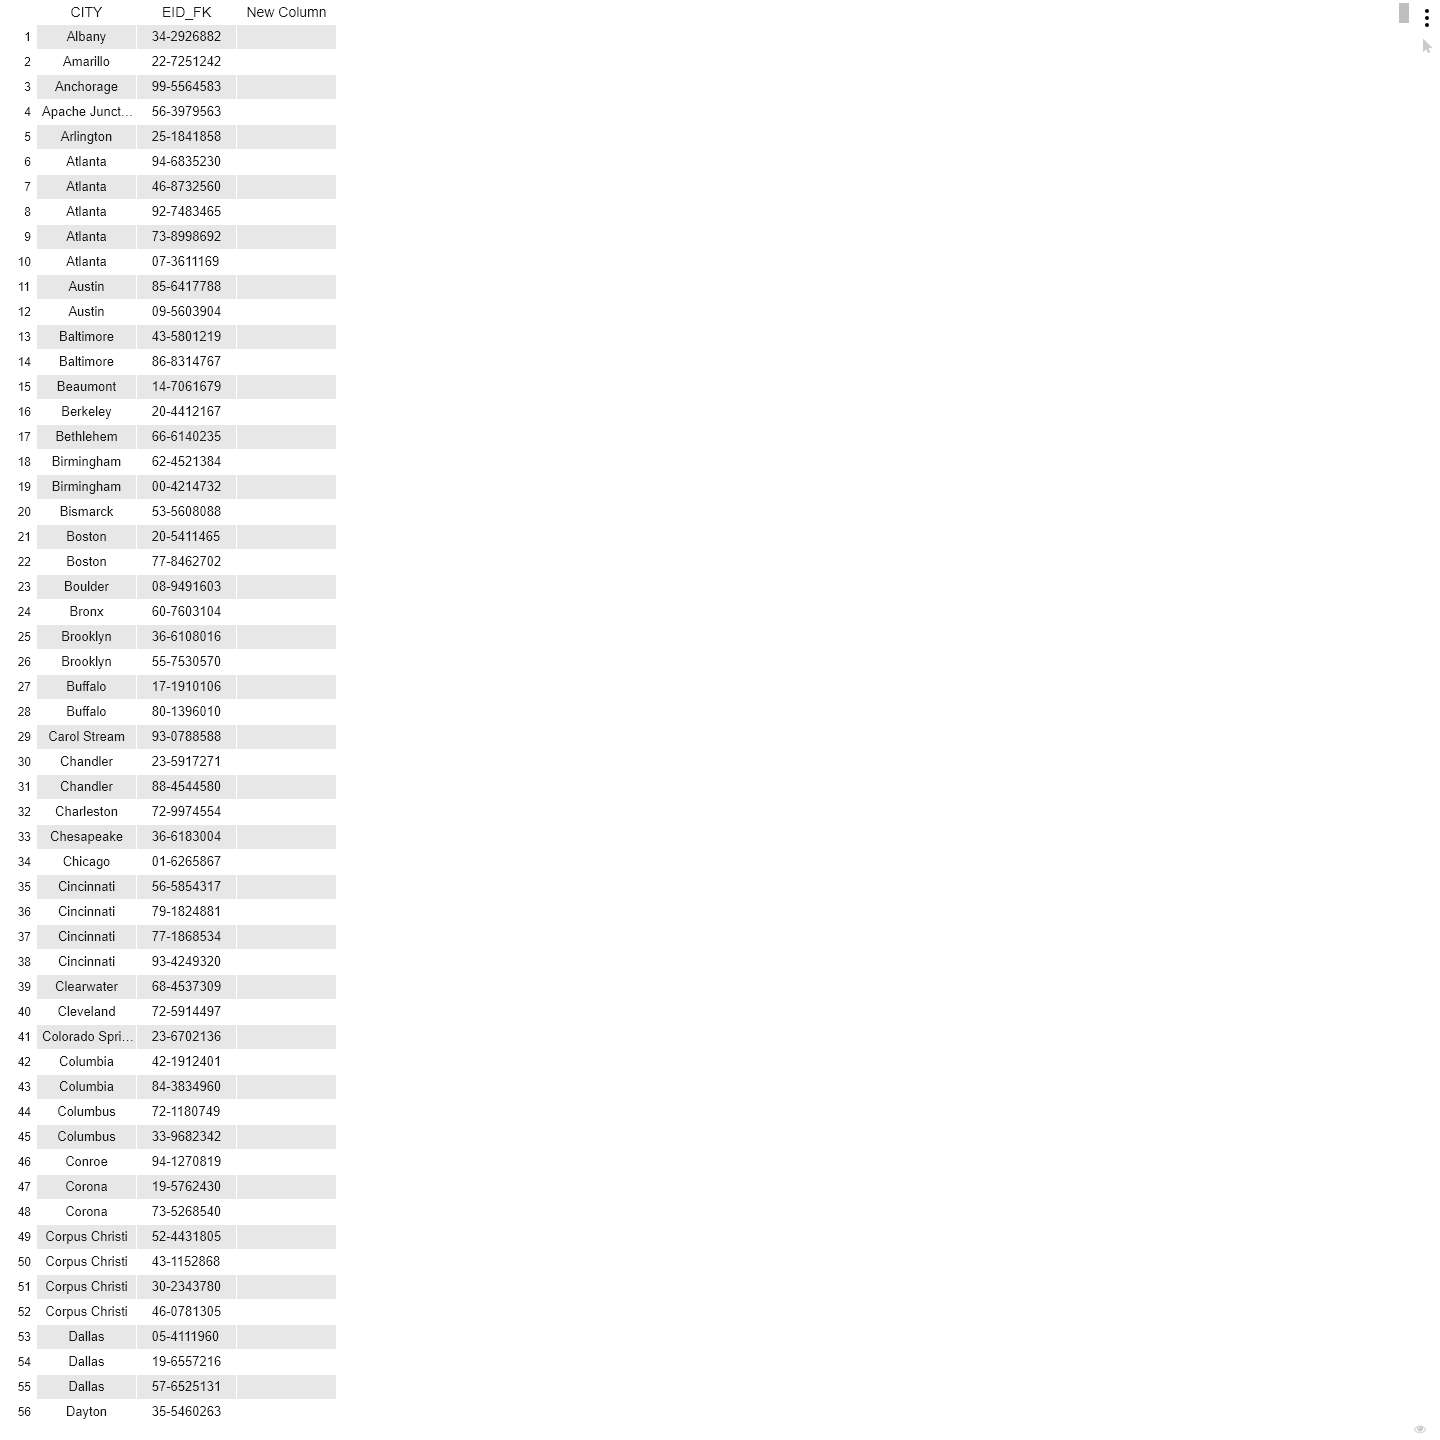 CITY EID_FK New Column
1 Albany 34-2926882
2 Amarillo 22-7251242
3 Anchorage 99-5564583
4 Apache Junct... 56-3979563
5 Arlington 25-1841858
6 Atlanta 94-6835230
7 Atlanta 46-8732560
8 Atlanta 92-7483465
9 Atlanta 73-8998692
10 Atlanta 07-3611169
11 Austin 85-6417788
12 Austin 09-5603904
13 Baltimore 43-5801219
14 Baltimore 86-8314767
15 Beaumont 14-7061679
16 Berkeley 20-4412167
17 Bethlehem 66-6140235
18 Birmingham 62-4521384
19 Birmingham 00-4214732
20 Bismarck 53-5608088
21 Boston 20-5411465
22 Boston 77-8462702
23 Boulder 08-9491603
24 Bronx 60-7603104
25 Brooklyn 36-6108016
26 Brooklyn 55-7530570
27 Buffalo 17-1910106
28 Buffalo 80-1396010
29 Carol Stream 93-0788588
30 Chandler 23-5917271
31 Chandler 88-4544580
32 Charleston 72-9974554
33 Chesapeake 36-6183004
34 Chicago 01-6265867
35 Cincinnati 56-5854317
36 Cincinnati 79-1824881
37 Cincinnati 77-1868534
38 Cincinnati 93-4249320
39 Clearwater 68-4537309
40 Cleveland 72-5914497
41 Colorado Spri... 23-6702136
42 Columbia 42-1912401
43 Columbia 84-3834960
44 Columbus 72-1180749
45 Columbus 33-9682342
46 Conroe 94-1270819
47 Corona 19-5762430
48 Corona 73-5268540
49 Corpus Christi 52-4431805
50 Corpus Christi 43-1152868
51 Corpus Christi 30-2343780
52 Corpus Christi 46-0781305
53 Dallas 05-4111960
54 Dallas 19-6557216
55 Dallas 57-6525131
56 Dayton 35-5460263